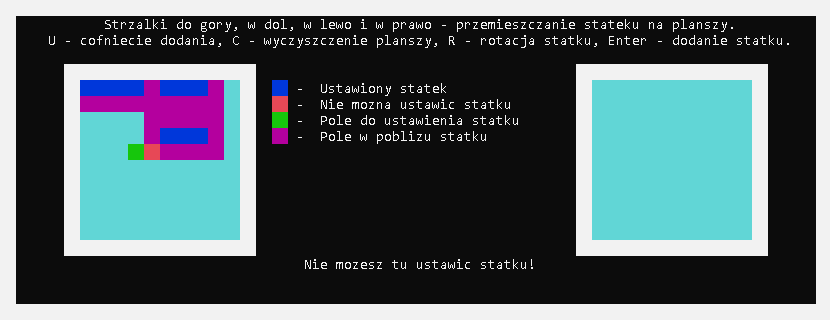 Strzalki do gory, w dol, w lewo i w prawo - przemieszczanie stateku na planszy.
U - cofniecie dodania, C - wyczyszczenie planszy, R - rotacja statku, Enter - dodanie statku.
- Ustawiony statek
- Nie mozna ustawic statku
- Pole do ustawienia statku
- Pole w poblizu statku
Nie mozesz tu ustawic statku!